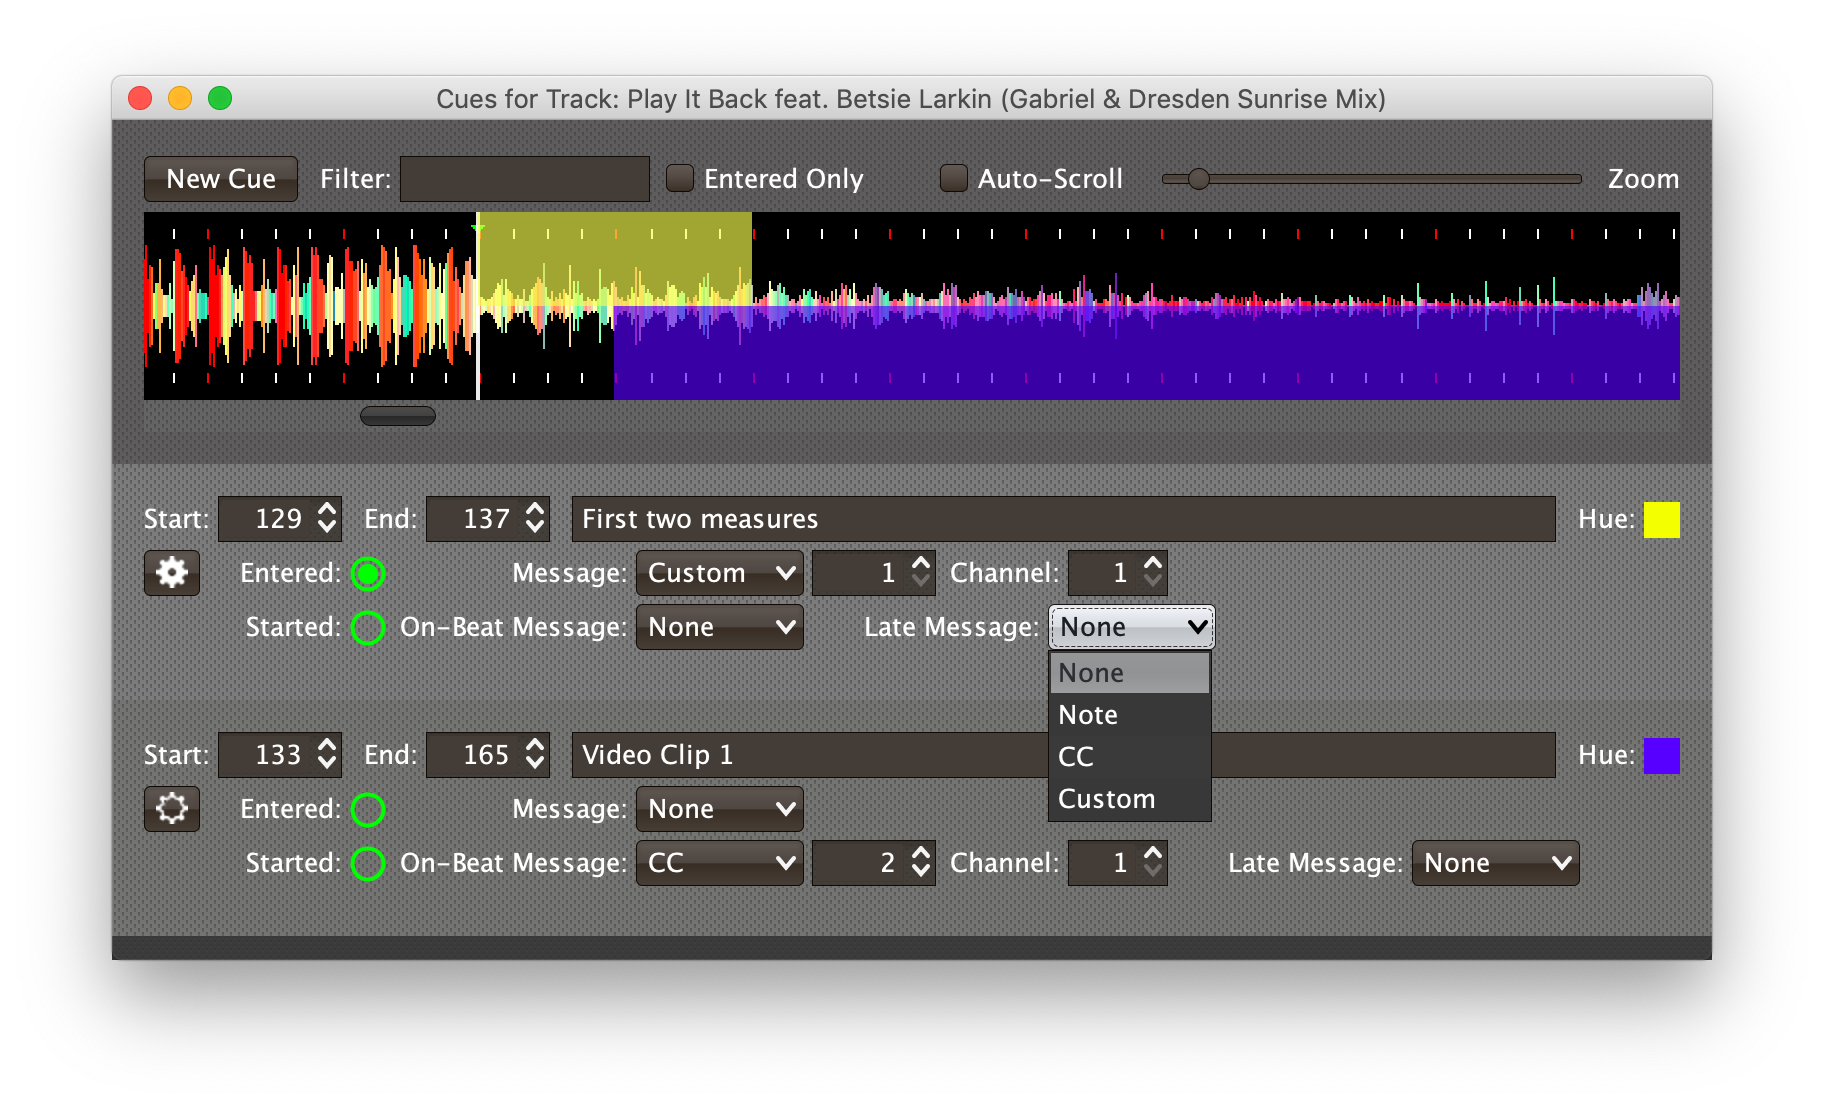 Cues for Track: Play It Back feat. Betsie Larkin (Gabriel & Dresden Sunrise Mix)
New Cue Filter: Entered Only Auto-Scroll Zoom
Start: 129 End: 137 First two measures Hue:
Entered: Message: Custom 1 Channel: 1
Started: On-Beat Message: None Late Message: None
None
Note
Start: 133 End: 165 Video Clip 1 CC Hue:
Entered: Message: None Custom
Started: On-Beat Message: CC 2 Channel: 1 Late Message: None